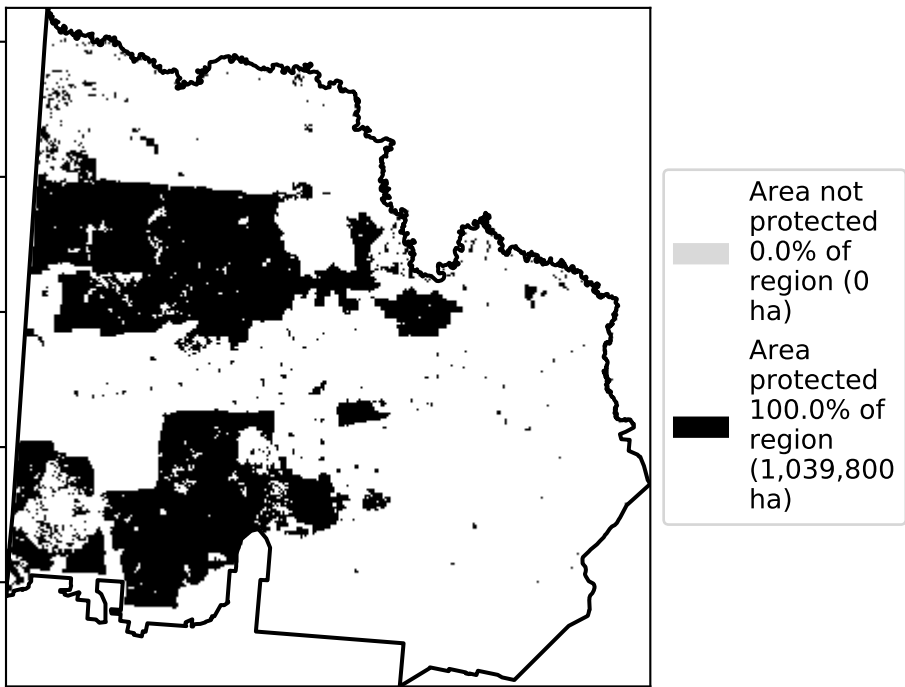 Area not
protected
0.0% of
region (0
ha)
Area
protected
100.0% of
region
(1,039,800
ha)